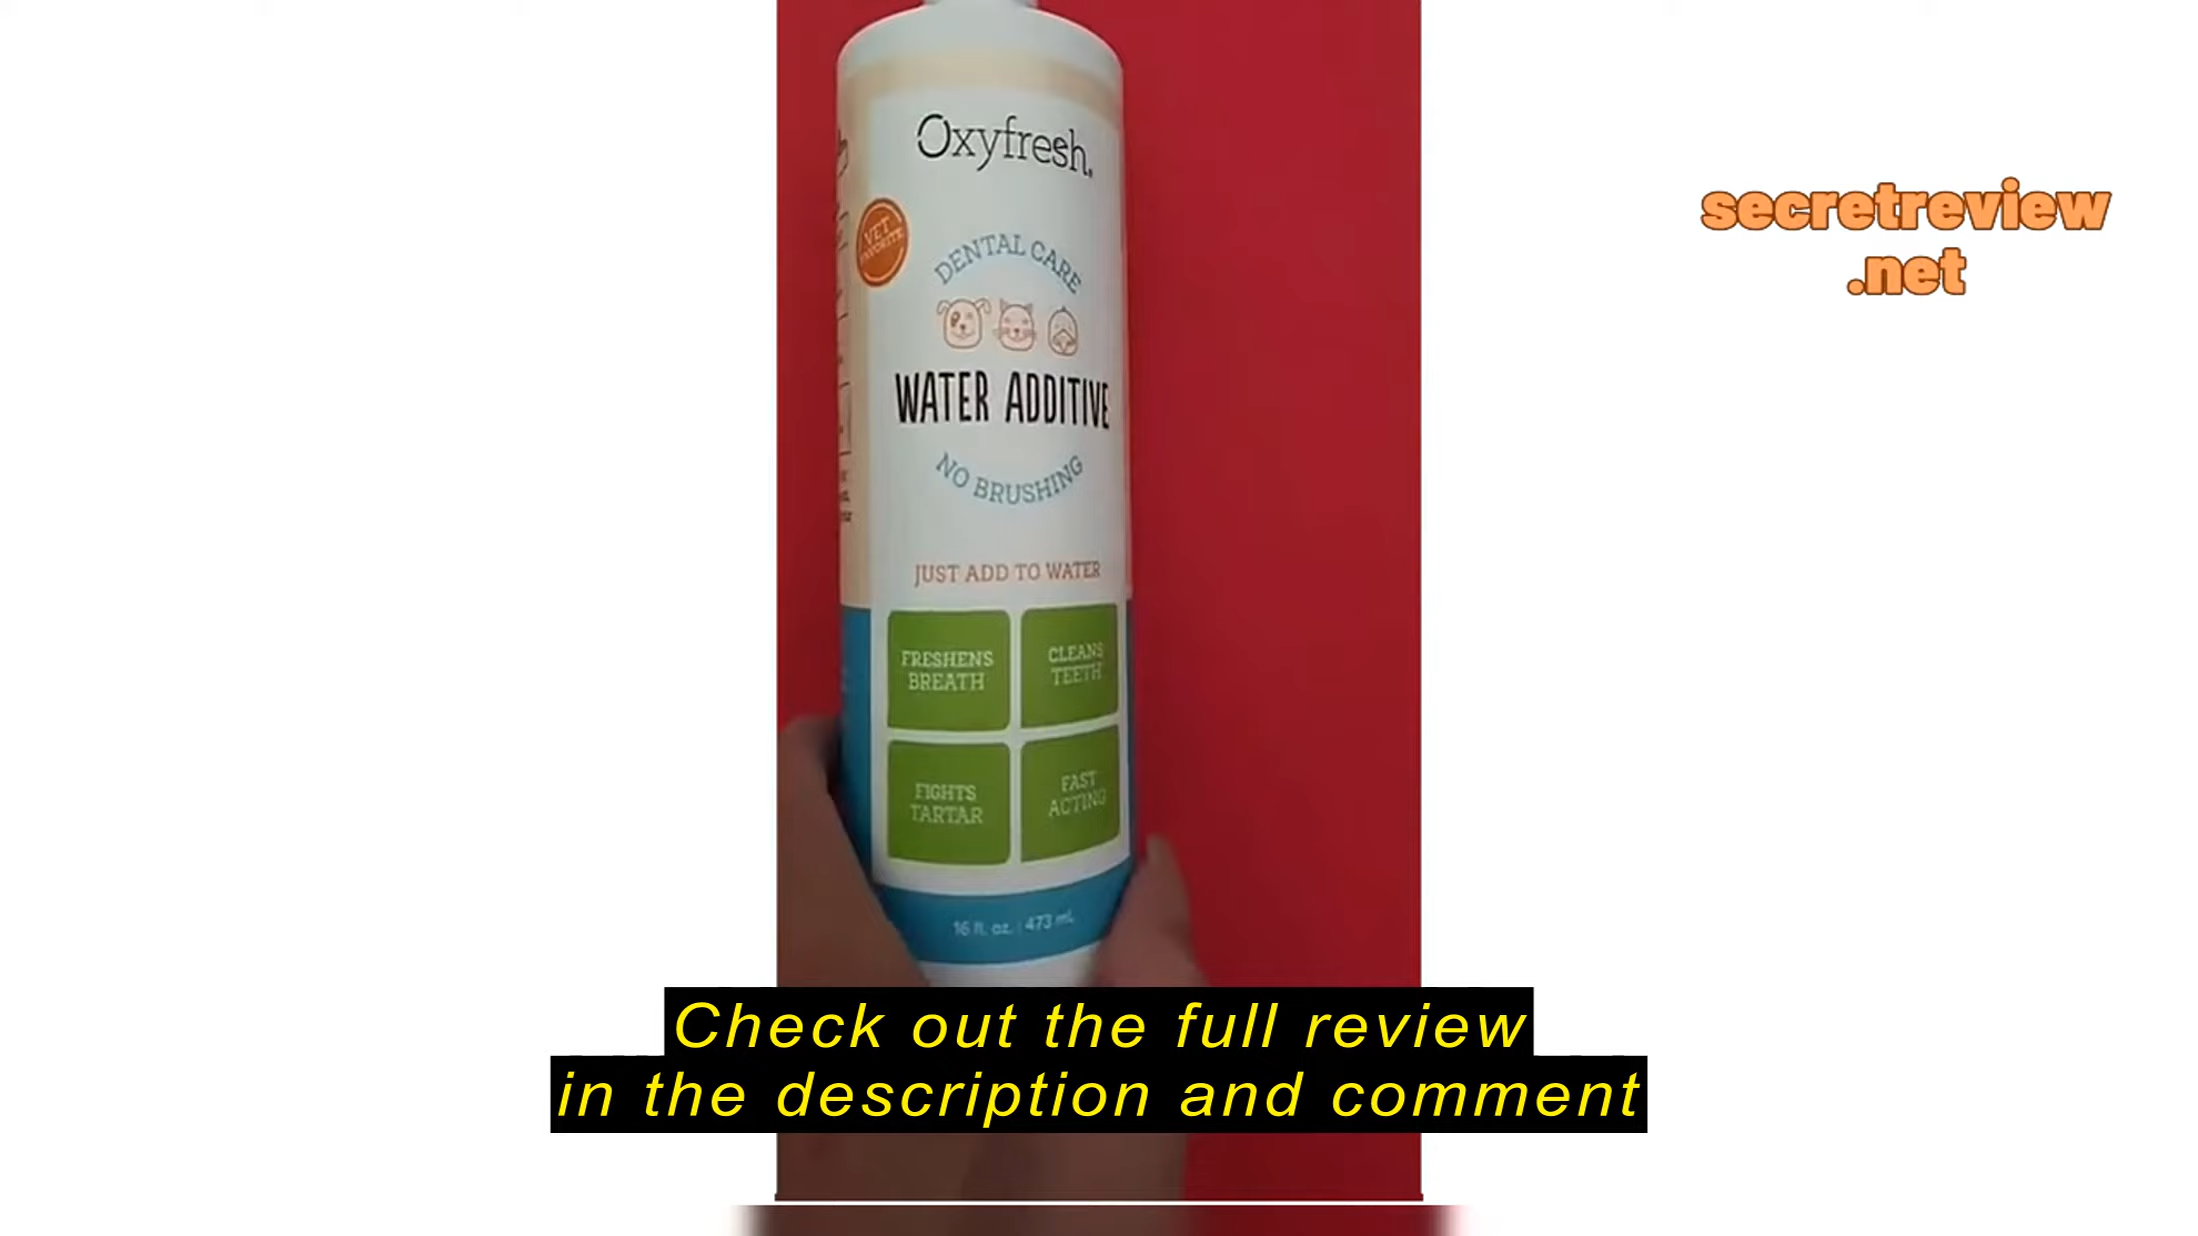 Oxyfresh.
VET
FAVORITE
DENTAL CARE
WATER ADDITIVE
NO BRUSHING
JUST ADD TO WATER
FRESHENS
BREATH
CLEANS
TEETH
FIGHTS
TARTAR
FAST
ACTING
16 fl. oz. | 473 mL
secretreview
.net
Check out the full review
in the description and comment